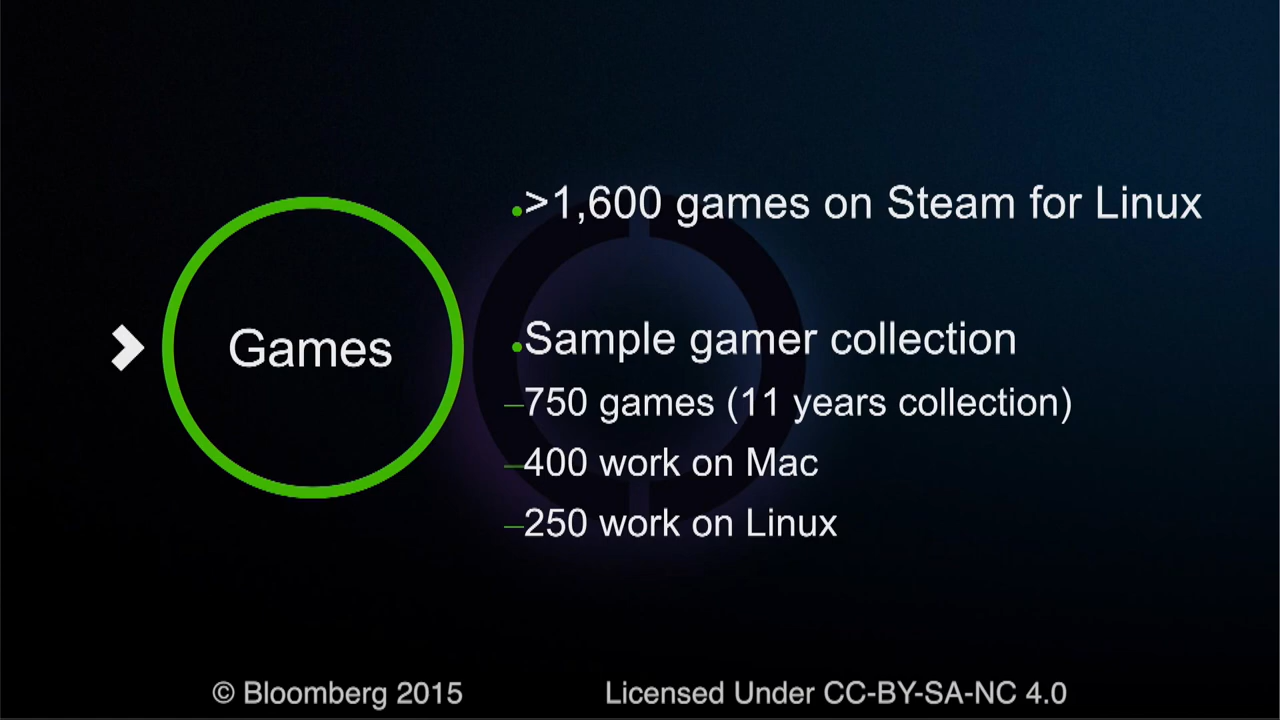 Games
>1,600 games on Steam for Linux
Sample gamer collection
–750 games (11 years collection)
–400 work on Mac
–250 work on Linux
© Bloomberg 2015
Licensed Under CC-BY-SA-NC 4.0